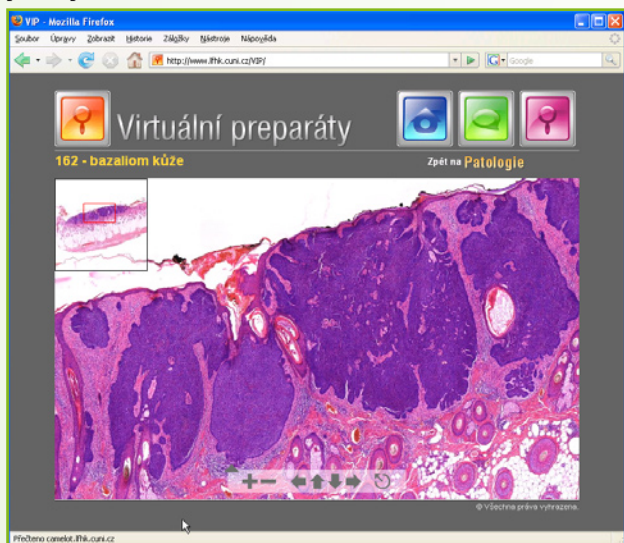 VIP - Mozilla Firefox
Soubor Úpravy Zobrazit Historie Záložky Nástroje Nápověda
http://www.lfhk.cuni.cz/VIP/
Google
Virtuální preparáty
162 - bazaliom kůže
Zpět na Patologie
© Všechna práva vyhrazena.
Přečteno camelot.lfhk.cuni.cz